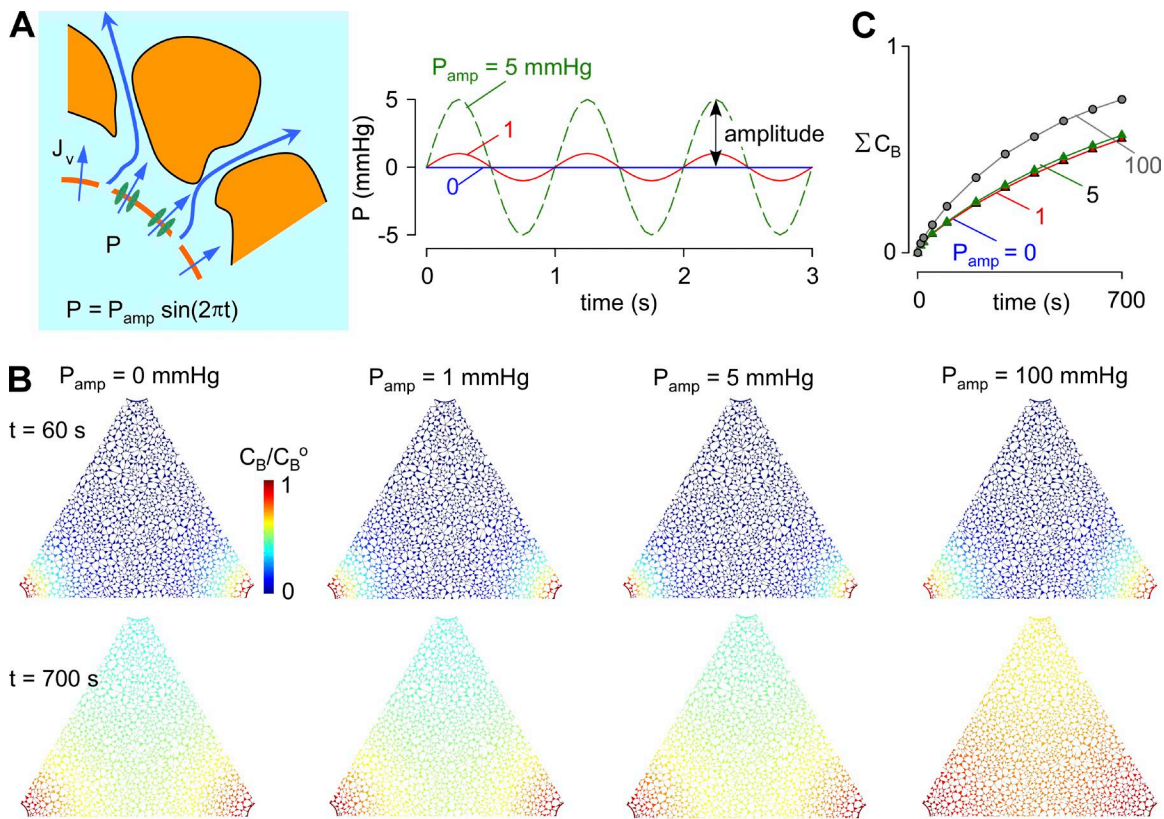 A
J_v
P
P = P_amp sin(2πt)
P_amp = 5 mmHg
1
0
amplitude
P (mmHg)
5
0
-5
0 1 2 3
time (s)
C
1
Σ C_B
0
100
5
1
P_amp = 0
0 700
time (s)
B
P_amp = 0 mmHg P_amp = 1 mmHg P_amp = 5 mmHg P_amp = 100 mmHg
t = 60 s
C_B/C_B^o
1
0
t = 700 s